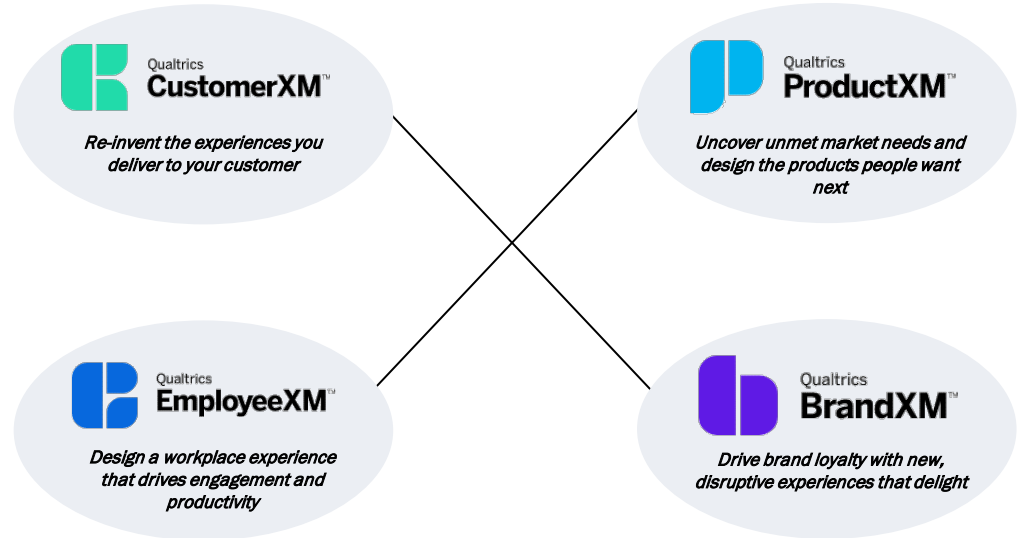 Qualtrics
CustomerXM™
Re-invent the experiences you
deliver to your customer
Qualtrics
ProductXM™
Uncover unmet market needs and
design the products people want
next
Qualtrics
EmployeeXM™
Design a workplace experience
that drives engagement and
productivity
Qualtrics
BrandXM™
Drive brand loyalty with new,
disruptive experiences that delight